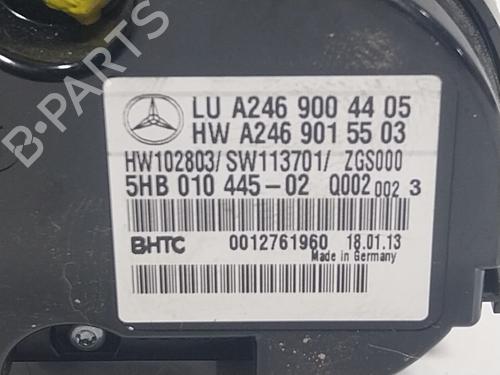 B-PARTS
LU A246 900 44 05
HW A246 901 55 03
HW102803/SW113701/ ZGS000
5HB 010 445-02 Q002 002 3
BHTC 0012761960 18.01.13
Made in Germany